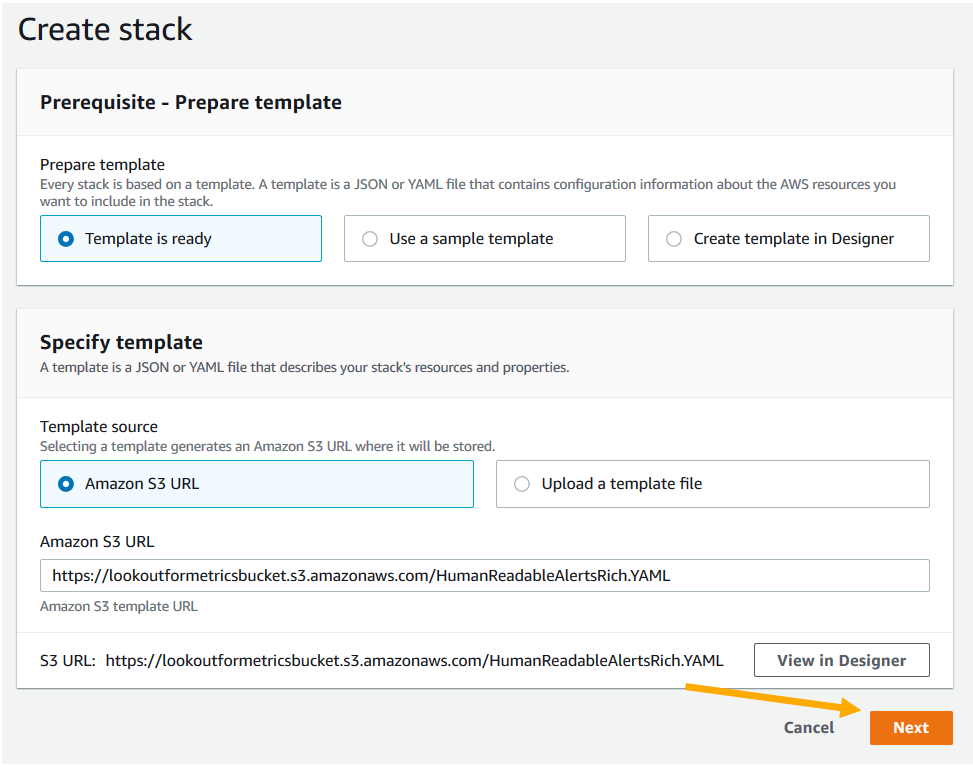 Create stack
Prerequisite - Prepare template
Prepare template
Every stack is based on a template. A template is a JSON or YAML file that contains configuration information about the AWS resources you
want to include in the stack.
Template is ready
Use a sample template
Create template in Designer
Specify template
A template is a JSON or YAML file that describes your stack's resources and properties.
Template source
Selecting a template generates an Amazon S3 URL where it will be stored.
Amazon S3 URL
Upload a template file
Amazon S3 URL
https://lookoutformetricsbucket.s3.amazonaws.com/HumanReadableAlertsRich.YAML
Amazon S3 template URL
S3 URL: https://lookoutformetricsbucket.s3.amazonaws.com/HumanReadableAlertsRich.YAML
View in Designer
Cancel
Next